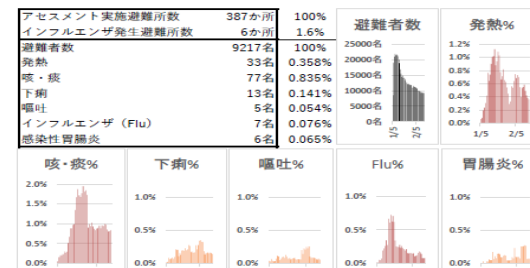 アセスメント実施避難所数 387か所 100%
インフルエンザ発生避難所数 6か所 1.6%
避難者数 9217名 100%
発熱 33名 0.358%
咳・痰 77名 0.835%
下痢 13名 0.141%
嘔吐 5名 0.054%
インフルエンザ（Flu） 7名 0.076%
感染性胃腸炎 6名 0.065%
避難者数
25000名
20000名
15000名
10000名
5000名
0名
1/5 2/5
発熱%
1.2%
1.0%
0.8%
0.6%
0.4%
0.2%
0.0%
1/5 2/5
咳・痰%
2.0%
1.5%
1.0%
0.5%
0.0%
下痢%
1.0%
0.5%
0.0%
嘔吐%
1.0%
0.5%
0.0%
Flu%
1.0%
0.5%
0.0%
胃腸炎%
1.0%
0.5%
0.0%